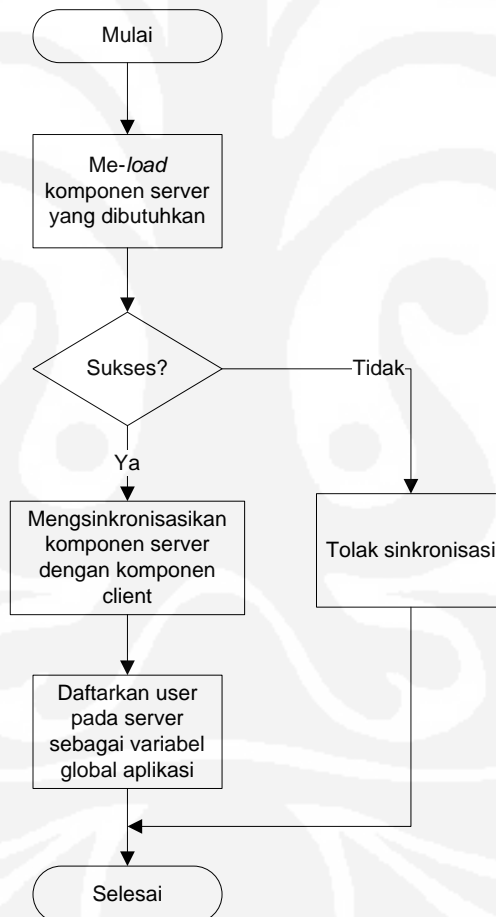 Mulai
Me-load
komponen server
yang dibutuhkan
Sukses?
Tidak
Ya
Mengsinkronisasikan
komponen server
dengan komponen
client
Tolak sinkronisasi
Daftarkan user
pada server
sebagai variabel
global aplikasi
Selesai